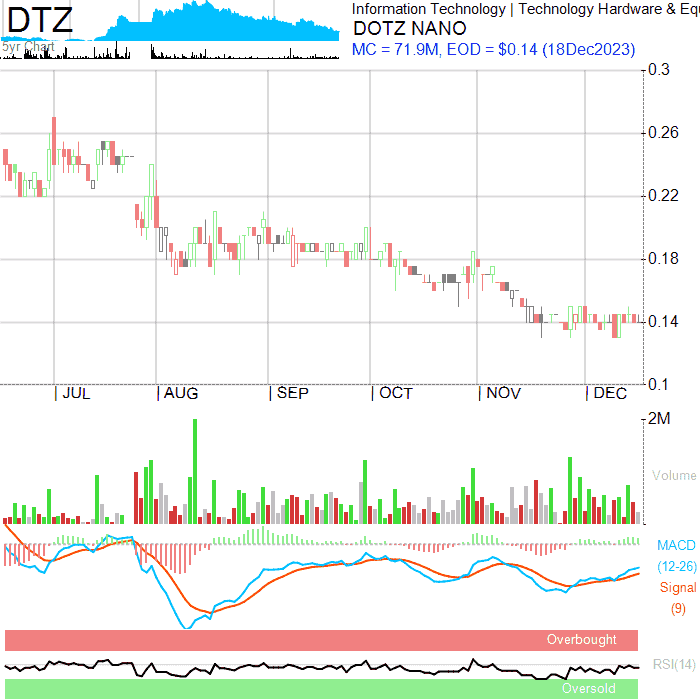 DTZ
Information Technology | Technology Hardware & Equ
DOTZ NANO
5yr Chart
MC = 71.9M, EOD = $0.14 (18Dec2023)
0.3
0.26
0.22
0.18
0.14
0.1
| JUL | AUG | SEP | OCT | NOV | DEC
2M
Volume
MACD
(12-26)
Signal
(9)
Overbought
RSI(14)
Oversold